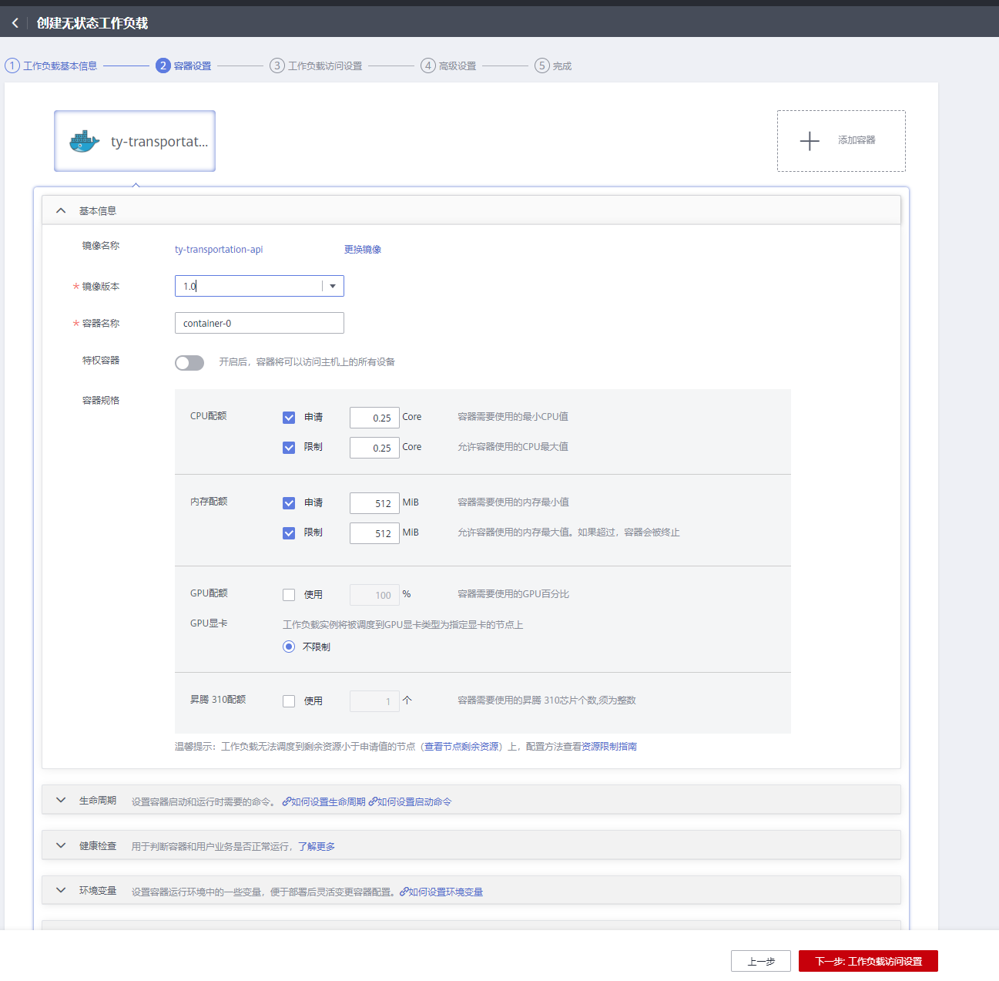 创建无状态工作负载
1 工作负载基本信息 2 容器设置 3 工作负载访问设置 4 高级设置 5 完成
ty-transportat... 添加容器
基本信息
镜像名称 ty-transportation-api 更换镜像
* 镜像版本 1.0
* 容器名称 container-0
特权容器 开启后，容器将可以访问主机上的所有设备
容器规格
CPU配额 申请 0.25 Core 容器需要使用的最小CPU值
限制 0.25 Core 允许容器使用的CPU最大值
内存配额 申请 512 MiB 容器需要使用的内存最小值
限制 512 MiB 允许容器使用的内存最大值。如果超过，容器会被终止
GPU配额 使用 100 % 容器需要使用的GPU百分比
GPU显卡 工作负载实例将被调度到GPU显卡类型为指定显卡的节点上
不限制
昇腾 310配额 使用 1 个 容器需要使用的昇腾 310芯片个数,须为整数
温馨提示：工作负载无法调度到剩余资源小于申请值的节点（查看节点剩余资源）上，配置方法查看资源限制指南
生命周期 设置容器启动和运行时需要的命令。 如何设置生命周期 如何设置启动命令
健康检查 用于判断容器和用户业务是否正常运行，了解更多
环境变量 设置容器运行环境中的一些变量，便于部署后灵活变更容器配置。 如何设置环境变量
上一步 下一步: 工作负载访问设置